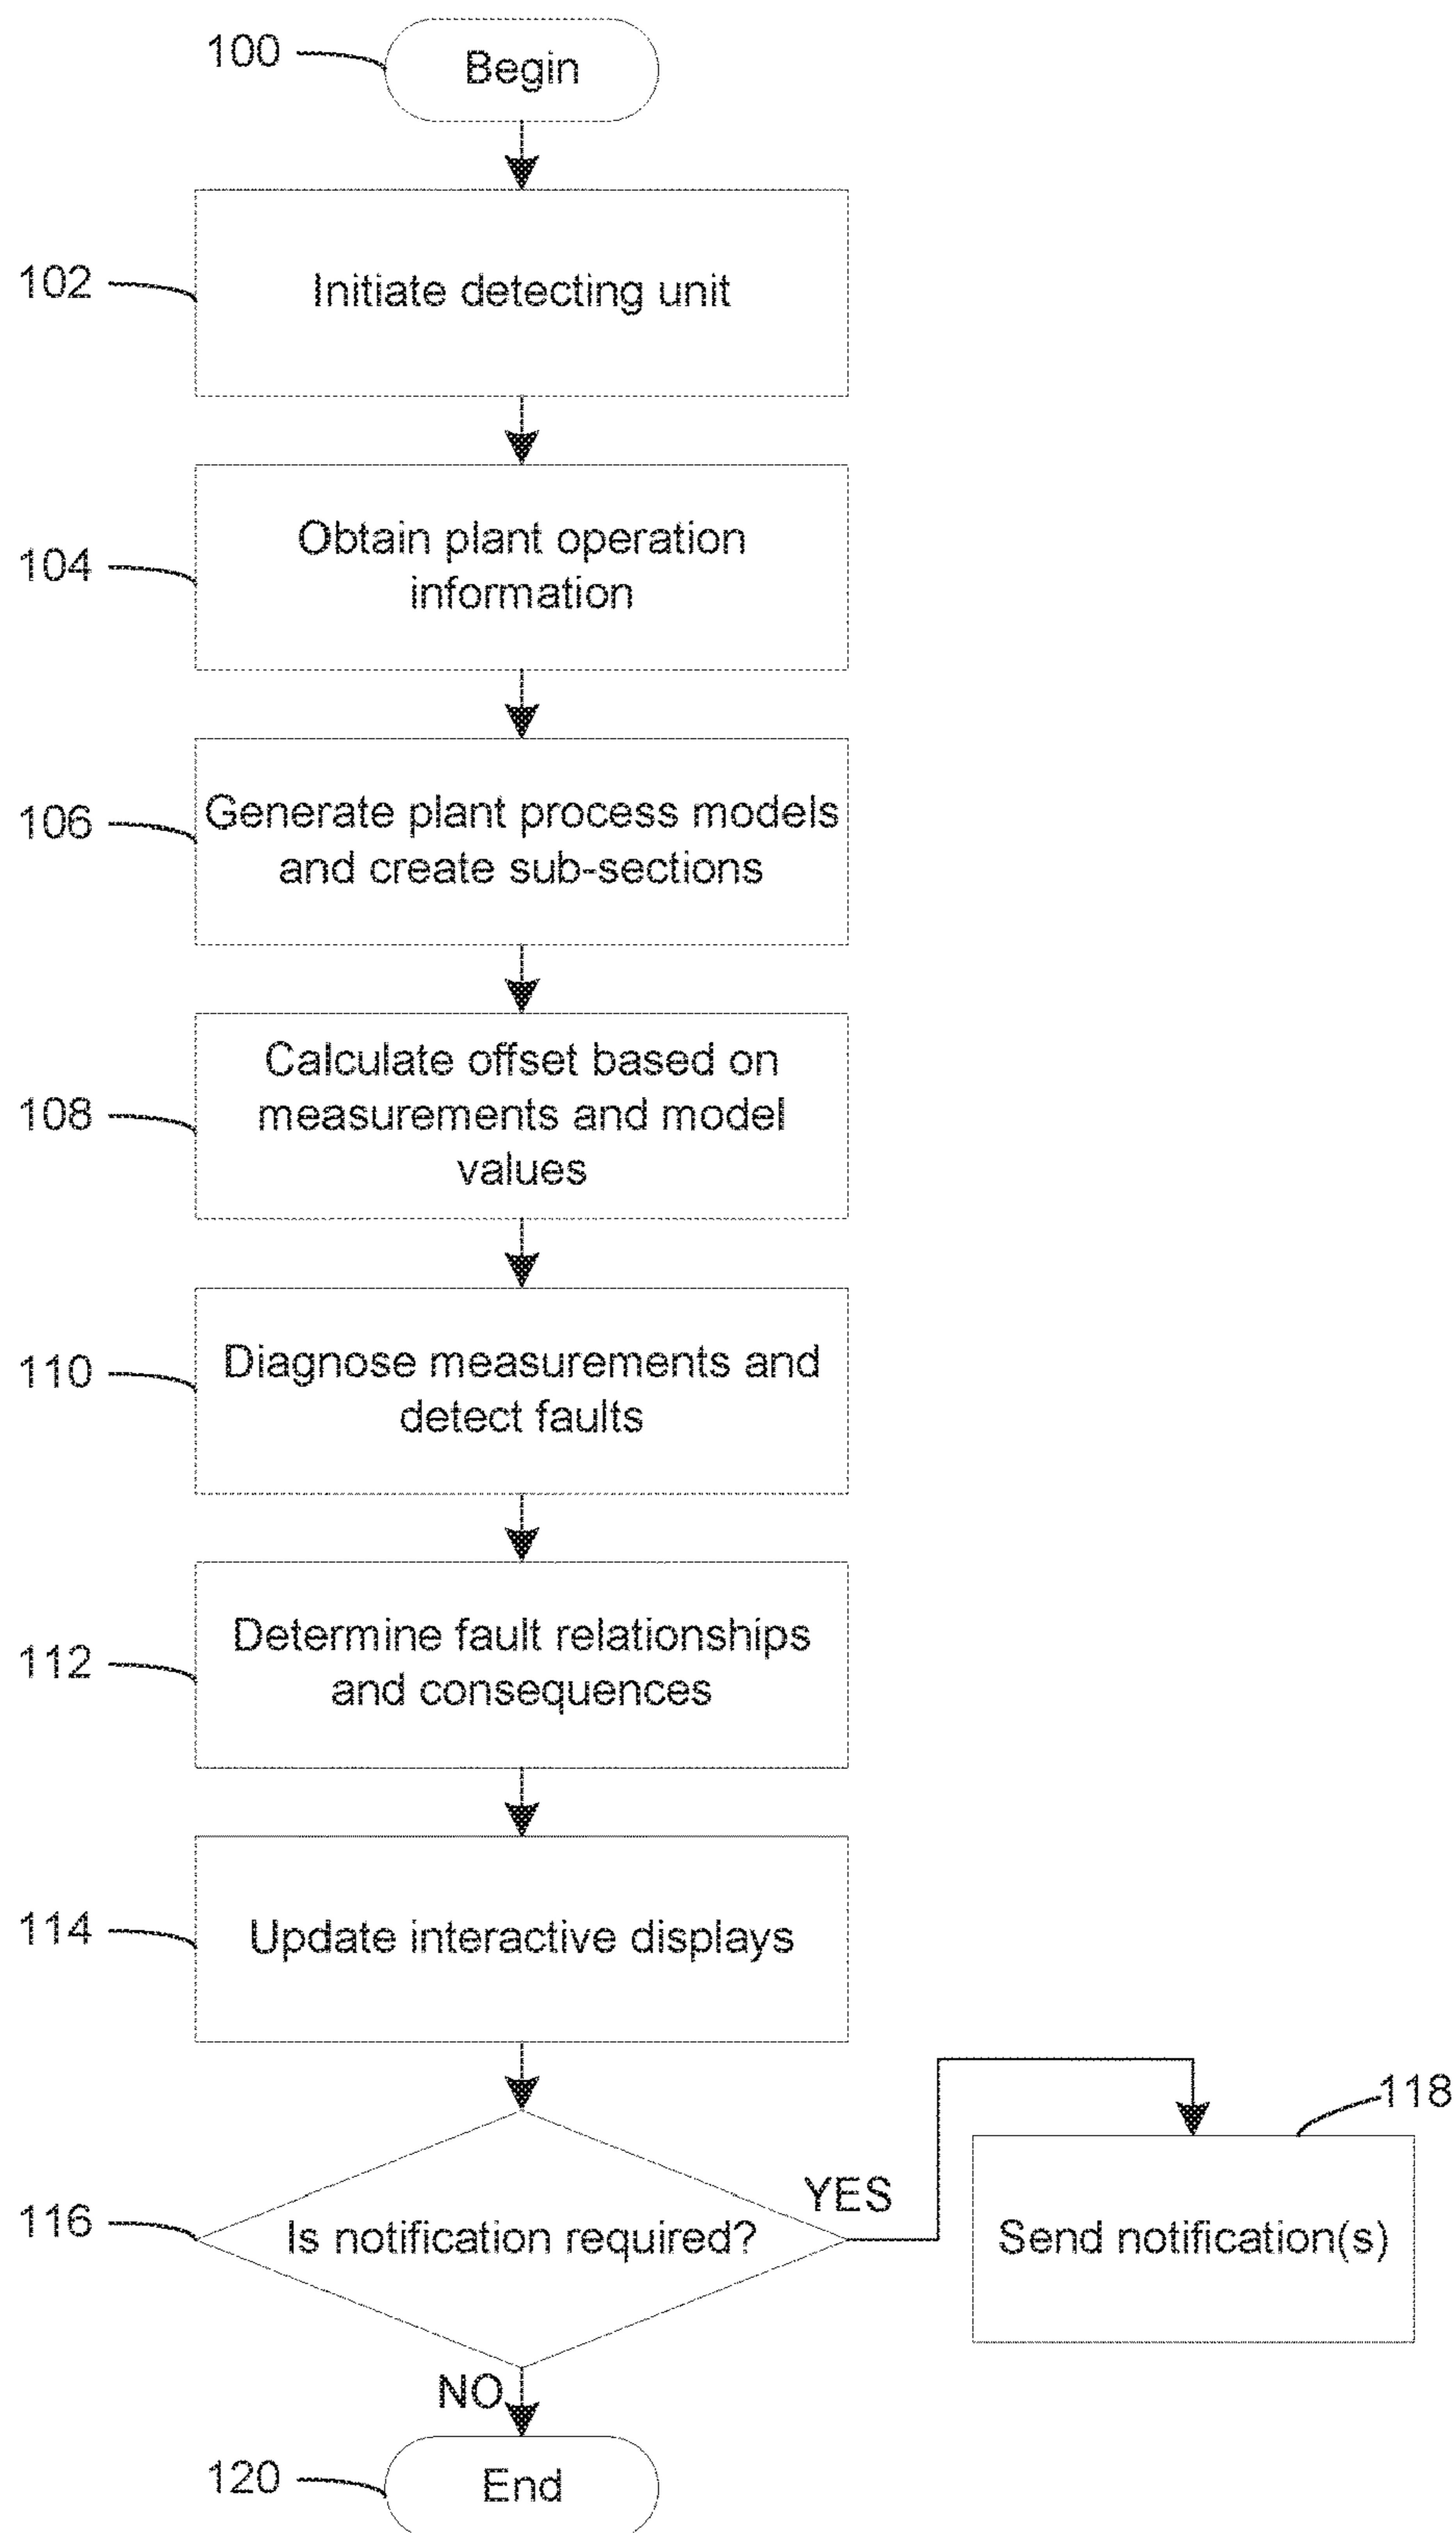 100
Begin
102
Initiate detecting unit
104
Obtain plant operation
information
106
Generate plant process models
and create sub-sections
108
Calculate offset based on
measurements and model
values
110
Diagnose measurements and
detect faults
112
Determine fault relationships
and consequences
114
Update interactive displays
116
Is notification required?
YES
118
Send notification(s)
NO
120
End